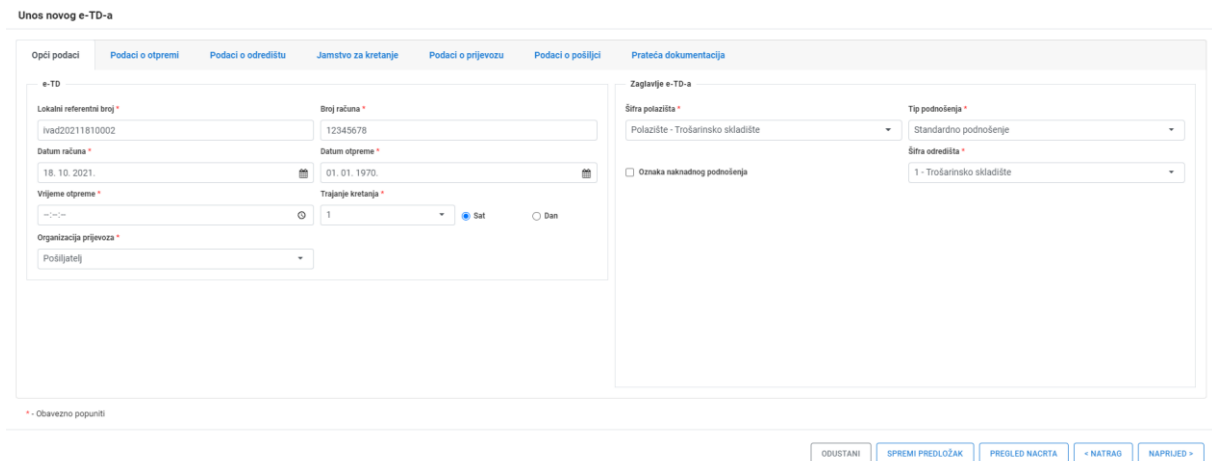 Unos novog e-TD-a
Opći podaci
Podaci o otpremi
Podaci o odredištu
Jamstvo za kretanje
Podaci o prijevozu
Podaci o pošiljci
Prateća dokumentacija
e-TD
Lokalni referentni broj *
Broj računa *
ivad20211810002
12345678
Datum računa *
Datum otpreme *
18. 10. 2021.
01. 01. 1970.
Vrijeme otpreme *
Trajanje kretanja *
--:--:--
1
Sat
Dan
Organizacija prijevoza *
Pošiljatelj
Zaglavlje e-TD-a
Šifra polazišta *
Tip podnošenja *
Polazište - Trošarinsko skladište
Standardno podnošenje
Šifra odredišta *
Oznaka naknadnog podnošenja
1 - Trošarinsko skladište
* - Obavezno popuniti
ODUSTANI
SPREMI PREDLOŽAK
PREGLED NACRTA
< NATRAG
NAPRIJED >